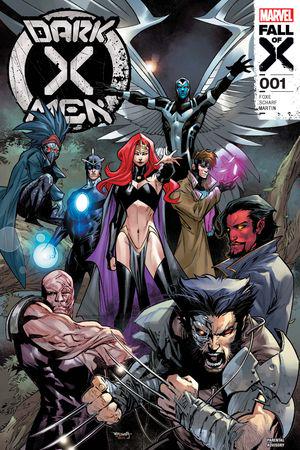 DARK
X
MEN
MARVEL
FALL
OF
X
001
FOXE
SCHARF
MARTIN
PARENTAL
ADVISORY